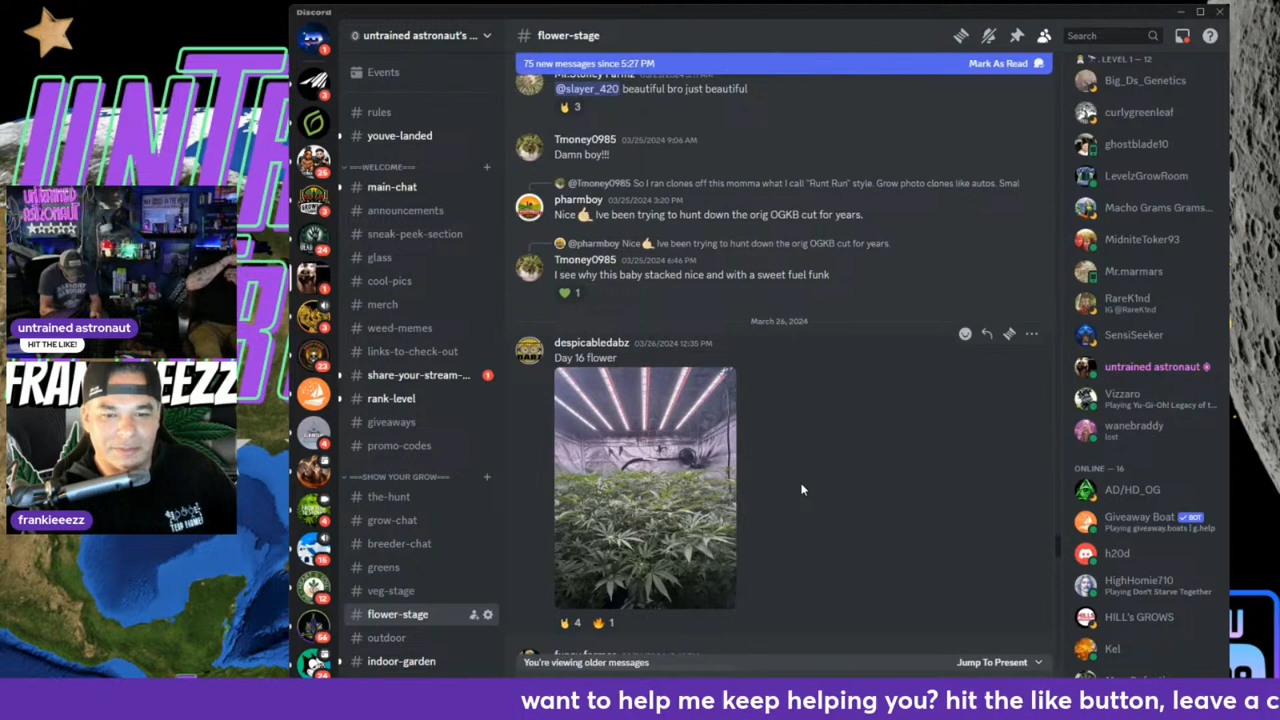 Discord
untrained astronaut's ...
Events
rules
youve-landed
===WELCOME===
main-chat
announcements
sneak-peek-section
glass
cool-pics
merch
weed-memes
links-to-check-out
share-your-stream-... 1
rank-level
giveaways
promo-codes
===SHOW YOUR GROW===
the-hunt
grow-chat
breeder-chat
greens
veg-stage
flower-stage
outdoor
indoor-garden
# flower-stage
Search
75 new messages since 5:27 PM
Mark As Read
@slayer_420 beautiful bro just beautiful
3
Tmoney0985 03/25/2024 9:06 AM
Damn boy!!!
@Tmoney0985 So I ran clones off this momma what I call "Runt Run" style. Grow photo clones like autos. Smal
pharmboy 03/25/2024 3:20 PM
Nice Ive been trying to hunt down the orig OGKB cut for years.
@pharmboy Nice Ive been trying to hunt down the orig OGKB cut for years.
Tmoney0985 03/25/2024 6:46 PM
I see why this baby stacked nice and with a sweet fuel funk
1
March 26, 2024
despicabledabz 03/26/2024 12:35 PM
Day 16 flower
4 1
You're viewing older messages
Jump To Present
LEVEL 1 — 12
Big_Ds_Genetics
curlygreenleaf
ghostblade10
LevelzGrowRoom
Macho Grams Grams...
MidniteToker93
Mr.marmars
RareK1nd
IG @RareK1nd
SensiSeeker
untrained astronaut
Vizzaro
Playing Yu-Gi-Oh! Legacy of t...
wanebraddy
lost
ONLINE — 16
AD/HD_OG
Giveaway Boat BOT
Playing giveaway.boats | g.help
h20d
HighHomie710
Playing Don't Starve Together
HILL's GROWS
Kel
untrained astronaut
HIT THE LIKE!
frankieeezz
want to help me keep helping you? hit the like button, leave a c